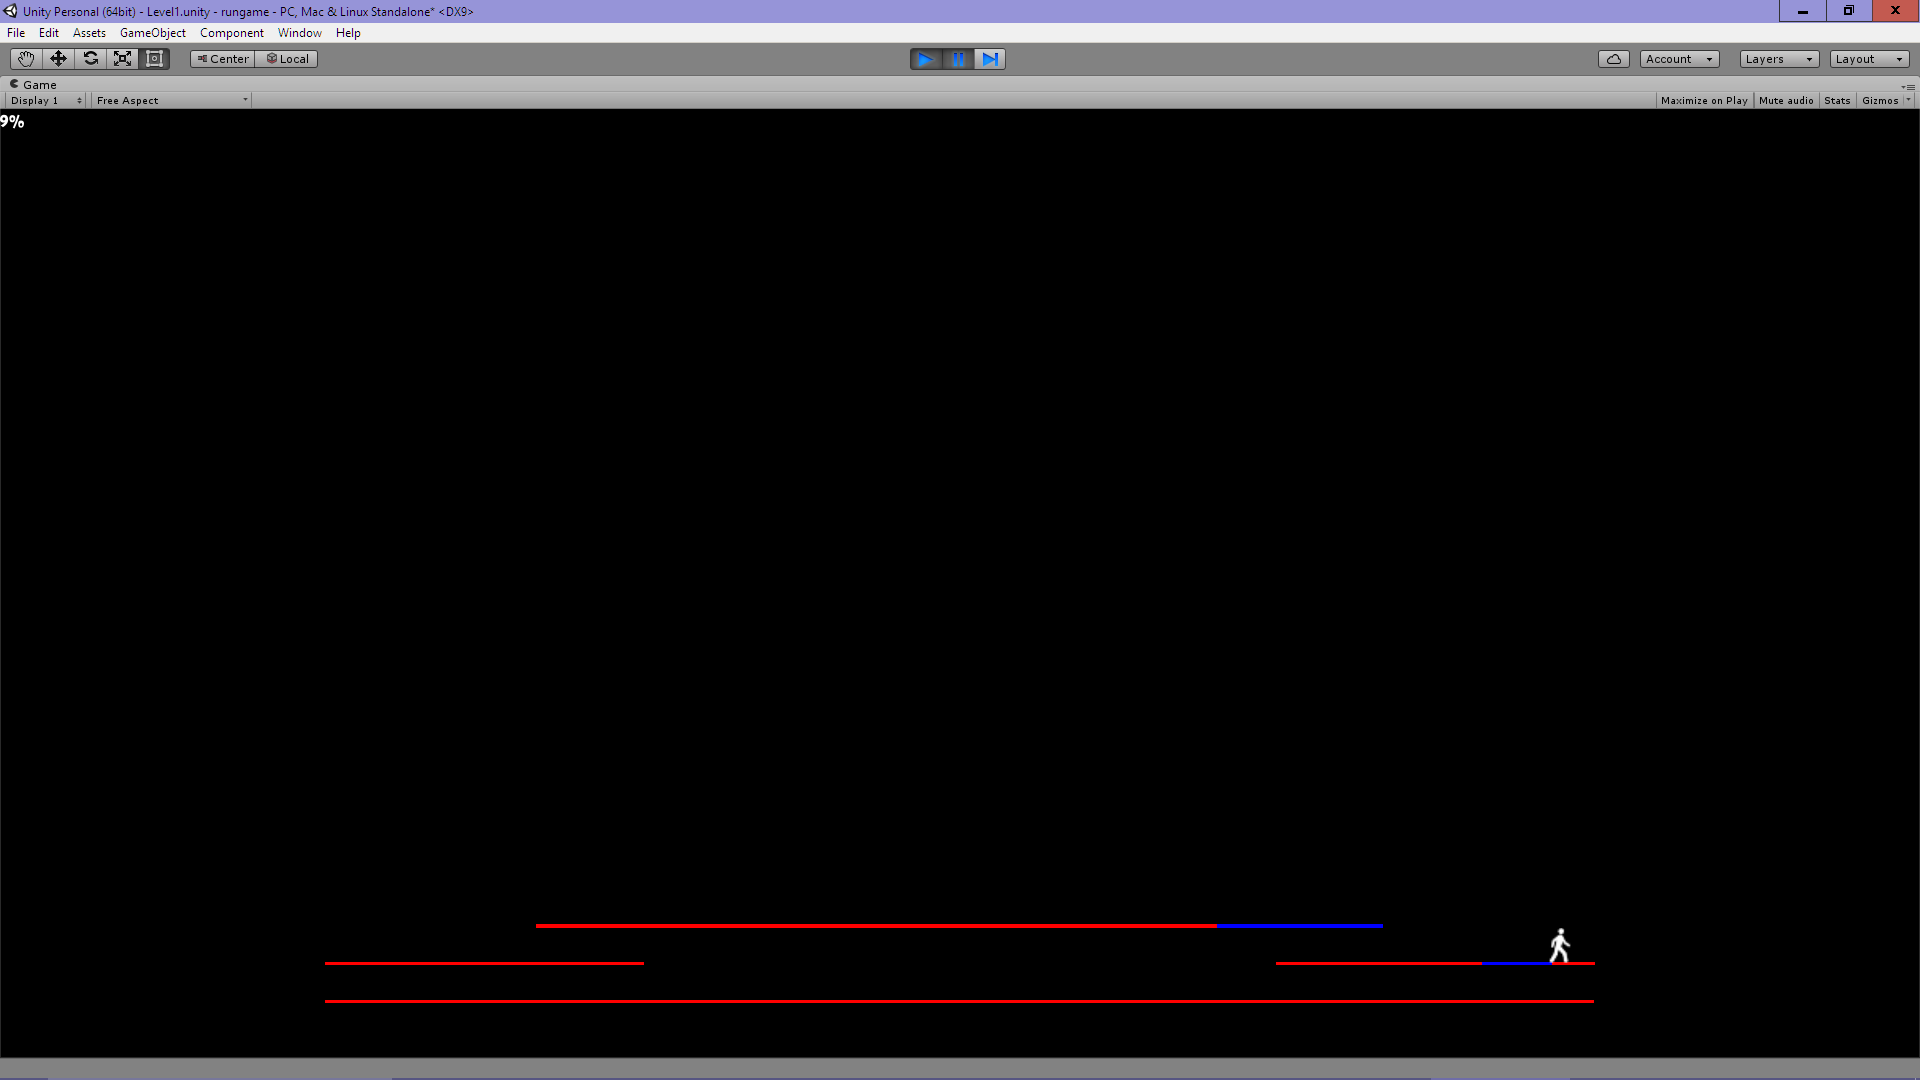 Unity Personal (64bit) - Level1.unity - rungame - PC, Mac & Linux Standalone* <DX9>
File Edit Assets GameObject Component Window Help
Center Local Account Layers Layout
Game
Display 1 Free Aspect Maximize on Play Mute audio Stats Gizmos
9%